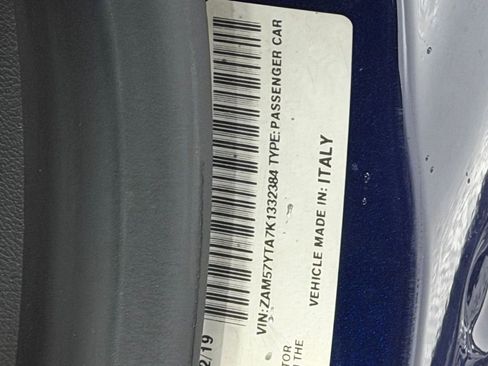 2/19
VIN:ZAM57YTA7K1332384 TYPE:PASSENGER CAR
TOR
THE
VEHICLE MADE IN: ITALY